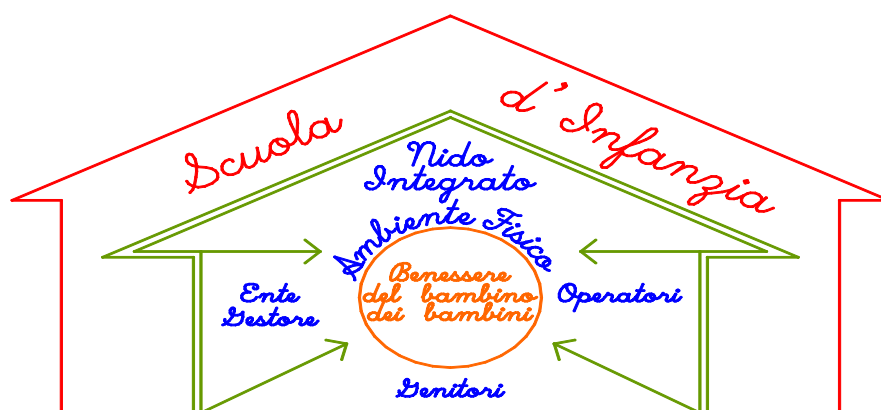 Scuola d'Infanzia
Nido
Integrato
Ambiente Fisico
Benessere
del bambino
dei bambini
Ente
Gestore
Operatori
Genitori